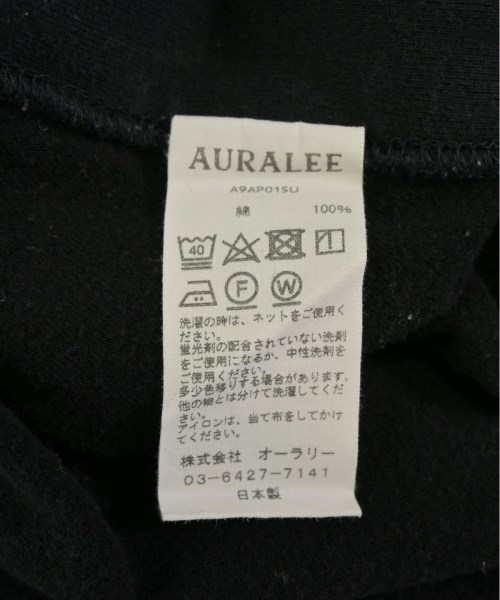 AURALEE
A9AP01SU
綿 100%
40
F W
洗濯の時は、ネットをご使用く
ださい。
蛍光剤の配合されていない洗剤
をご使用になるか、中性洗剤を
ご使用ください。
多少色移りする場合があります。
他の物とは分けて洗濯してくだ
さい。
アイロンは、当て布をしてかけ
てください。
株式会社 オーラリー
03-6427-7141
日本製